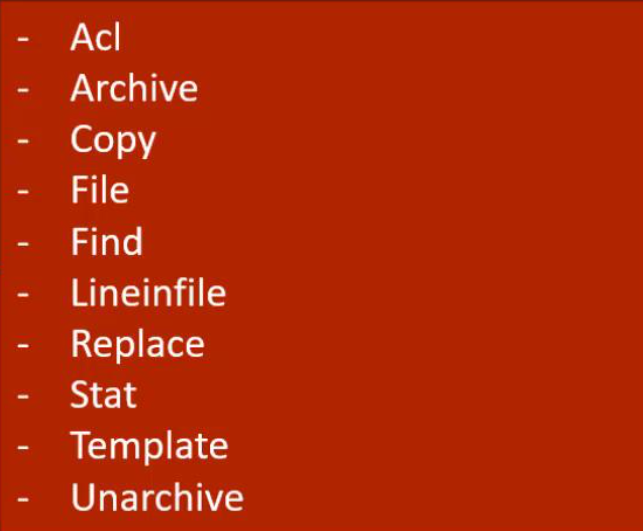 - Acl
- Archive
- Copy
- File
- Find
- Lineinfile
- Replace
- Stat
- Template
- Unarchive